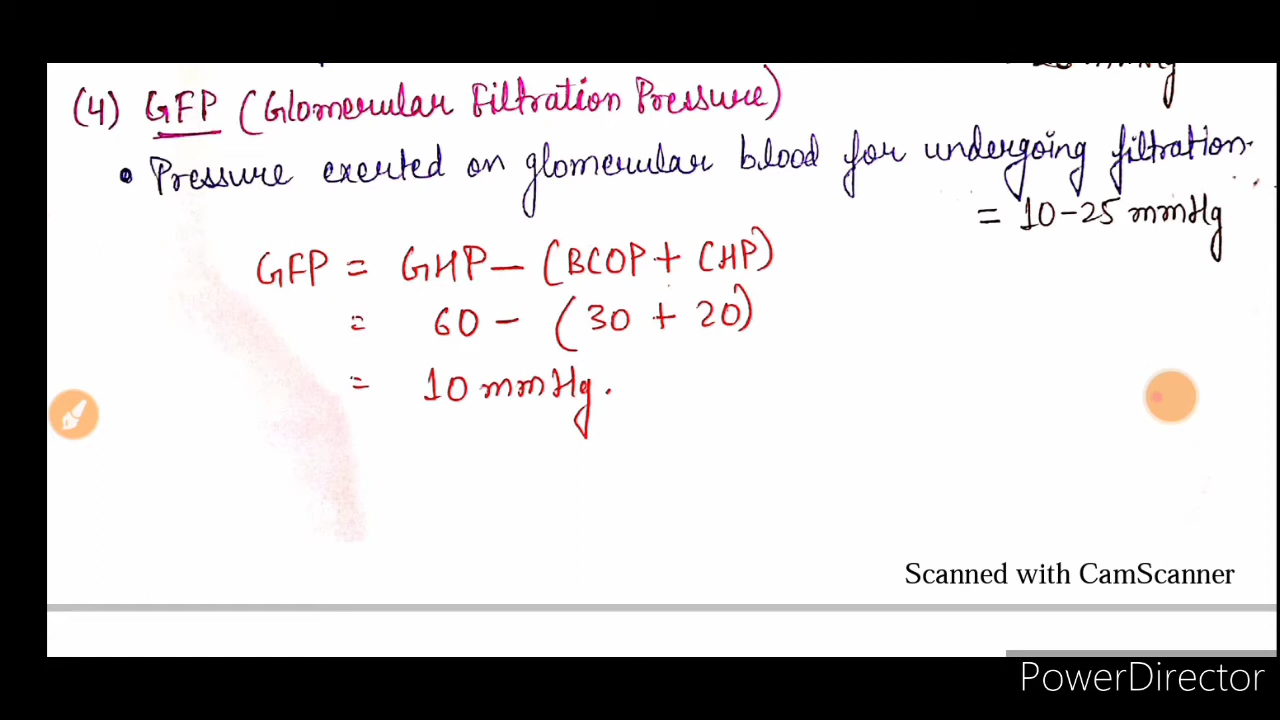 (4) GFP (Glomerular Filtration Pressure)
• Pressure exerted on glomerular blood for undergoing filtration.
= 10-25 mmHg
GFP = GHP - (BCOP + CHP)
= 60 - (30 + 20)
= 10 mmHg.
Scanned with CamScanner
PowerDirector